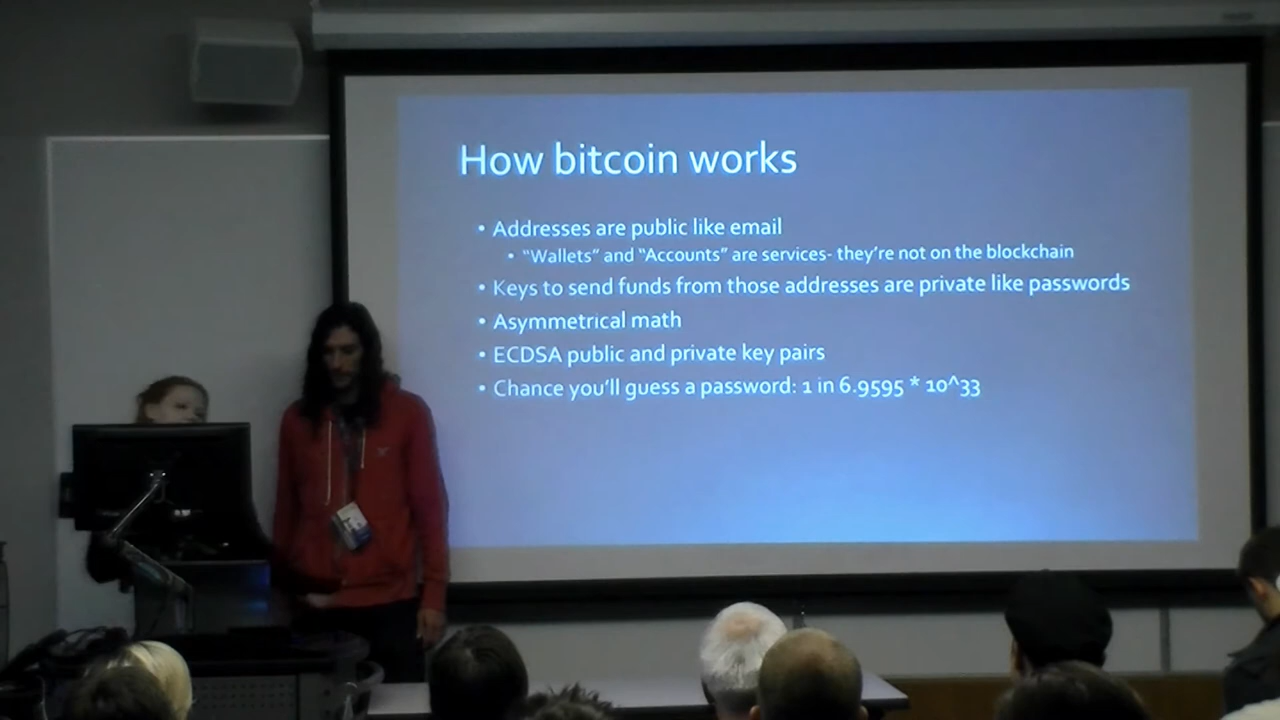 How bitcoin works
• Addresses are public like email
• “Wallets” and “Accounts” are services- they’re not on the blockchain
• Keys to send funds from those addresses are private like passwords
• Asymmetrical math
• ECDSA public and private key pairs
• Chance you’ll guess a password: 1 in 6.9595 * 10^33